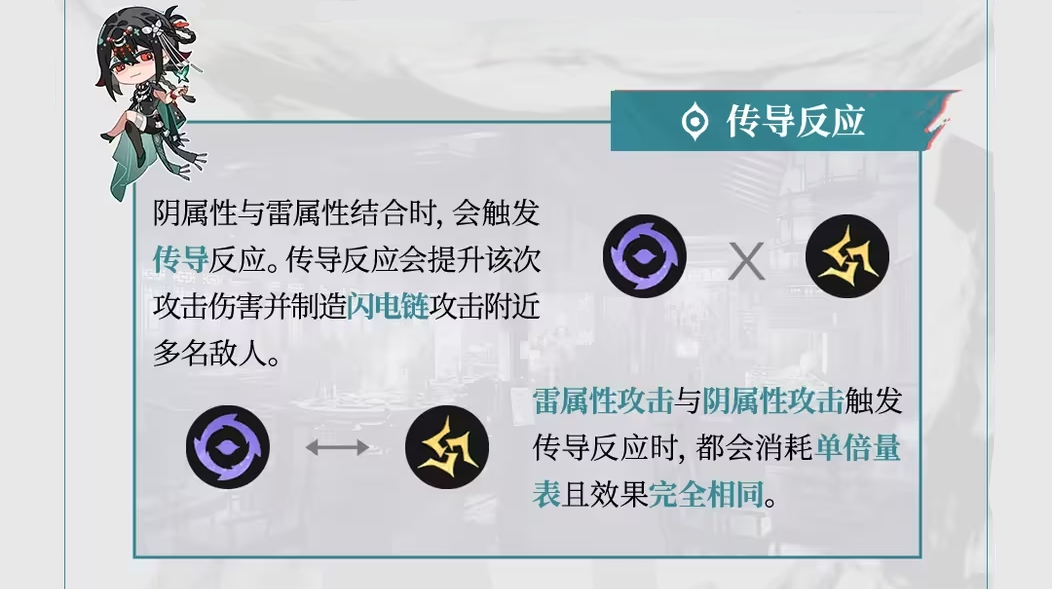 传导反应
阴属性与雷属性结合时，会触发
传导反应。传导反应会提升该次
攻击伤害并制造闪电链攻击附近
多名敌人。
X
雷属性攻击与阴属性攻击触发
传导反应时，都会消耗单倍量
表且效果完全相同。